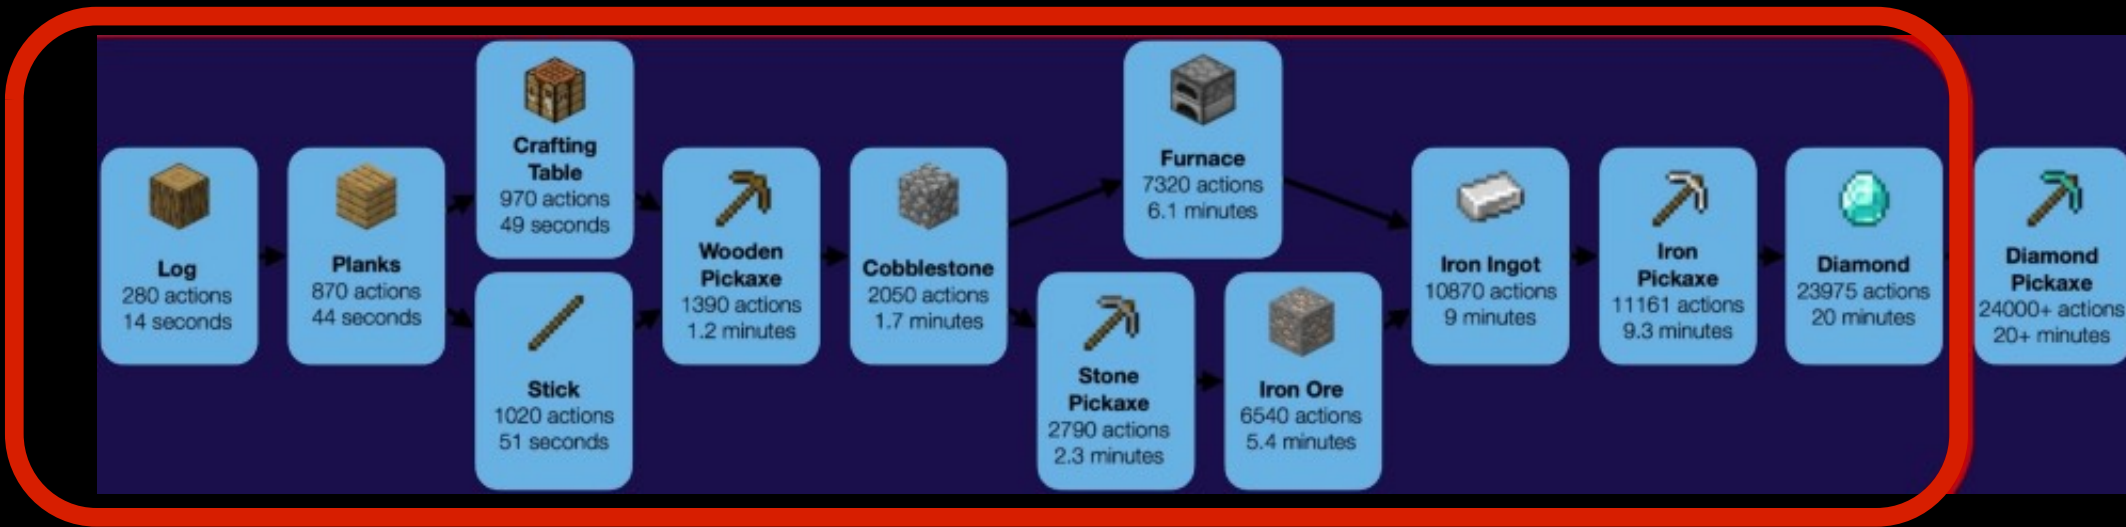 Log
280 actions
14 seconds
Planks
870 actions
44 seconds
Crafting
Table
970 actions
49 seconds
Stick
1020 actions
51 seconds
Wooden
Pickaxe
1390 actions
1.2 minutes
Cobblestone
2050 actions
1.7 minutes
Furnace
7320 actions
6.1 minutes
Stone
Pickaxe
2790 actions
2.3 minutes
Iron Ore
6540 actions
5.4 minutes
Iron Ingot
10870 actions
9 minutes
Iron
Pickaxe
11161 actions
9.3 minutes
Diamond
23975 actions
20 minutes
Diamond
Pickaxe
24000+ actions
20+ minutes